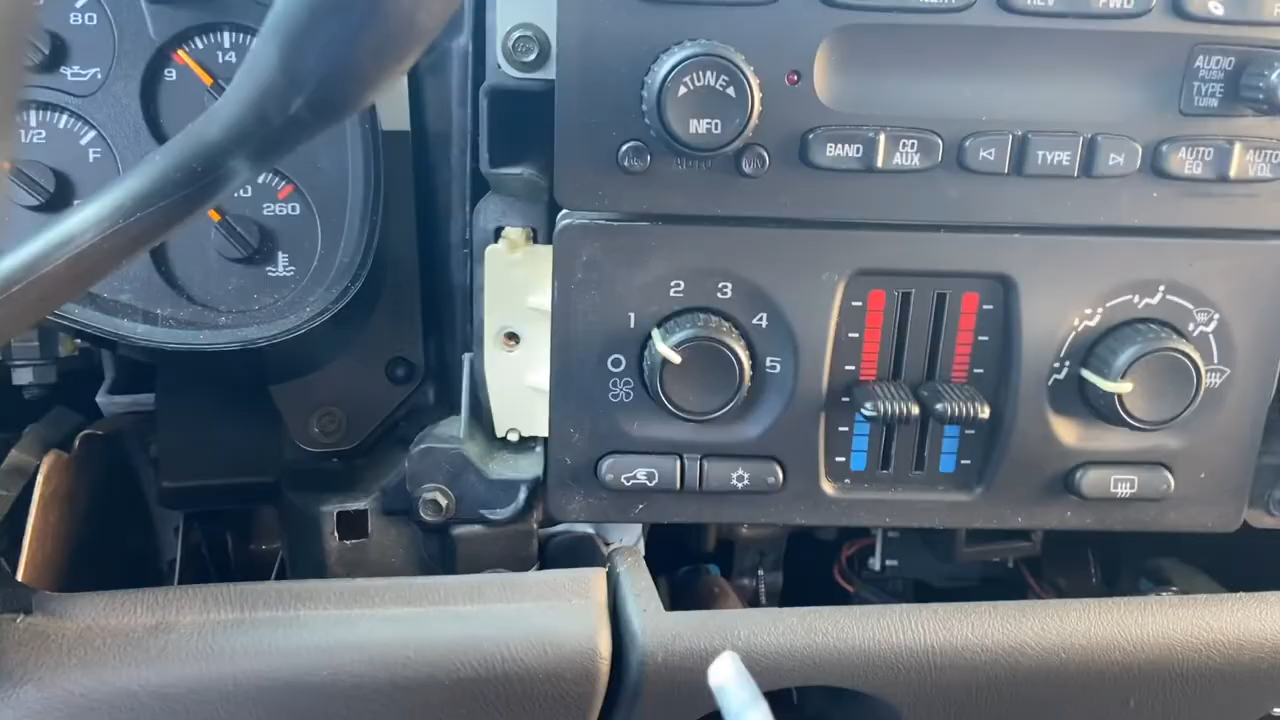 80
14
9
1/2
F
260
TUNE
INFO
AUDIO
PUSH
TYPE
TURN
BAND
CD
AUX
TYPE
AUTO
EQ
AUTO
VOL
1
2
3
4
5
O